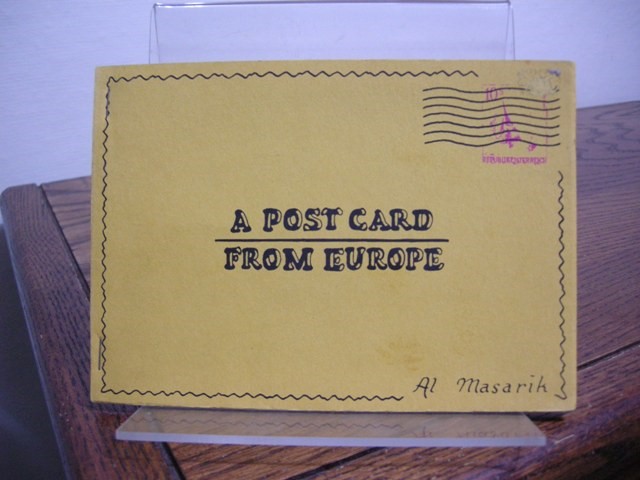 A POST CARD
FROM EUROPE
Al Masarik